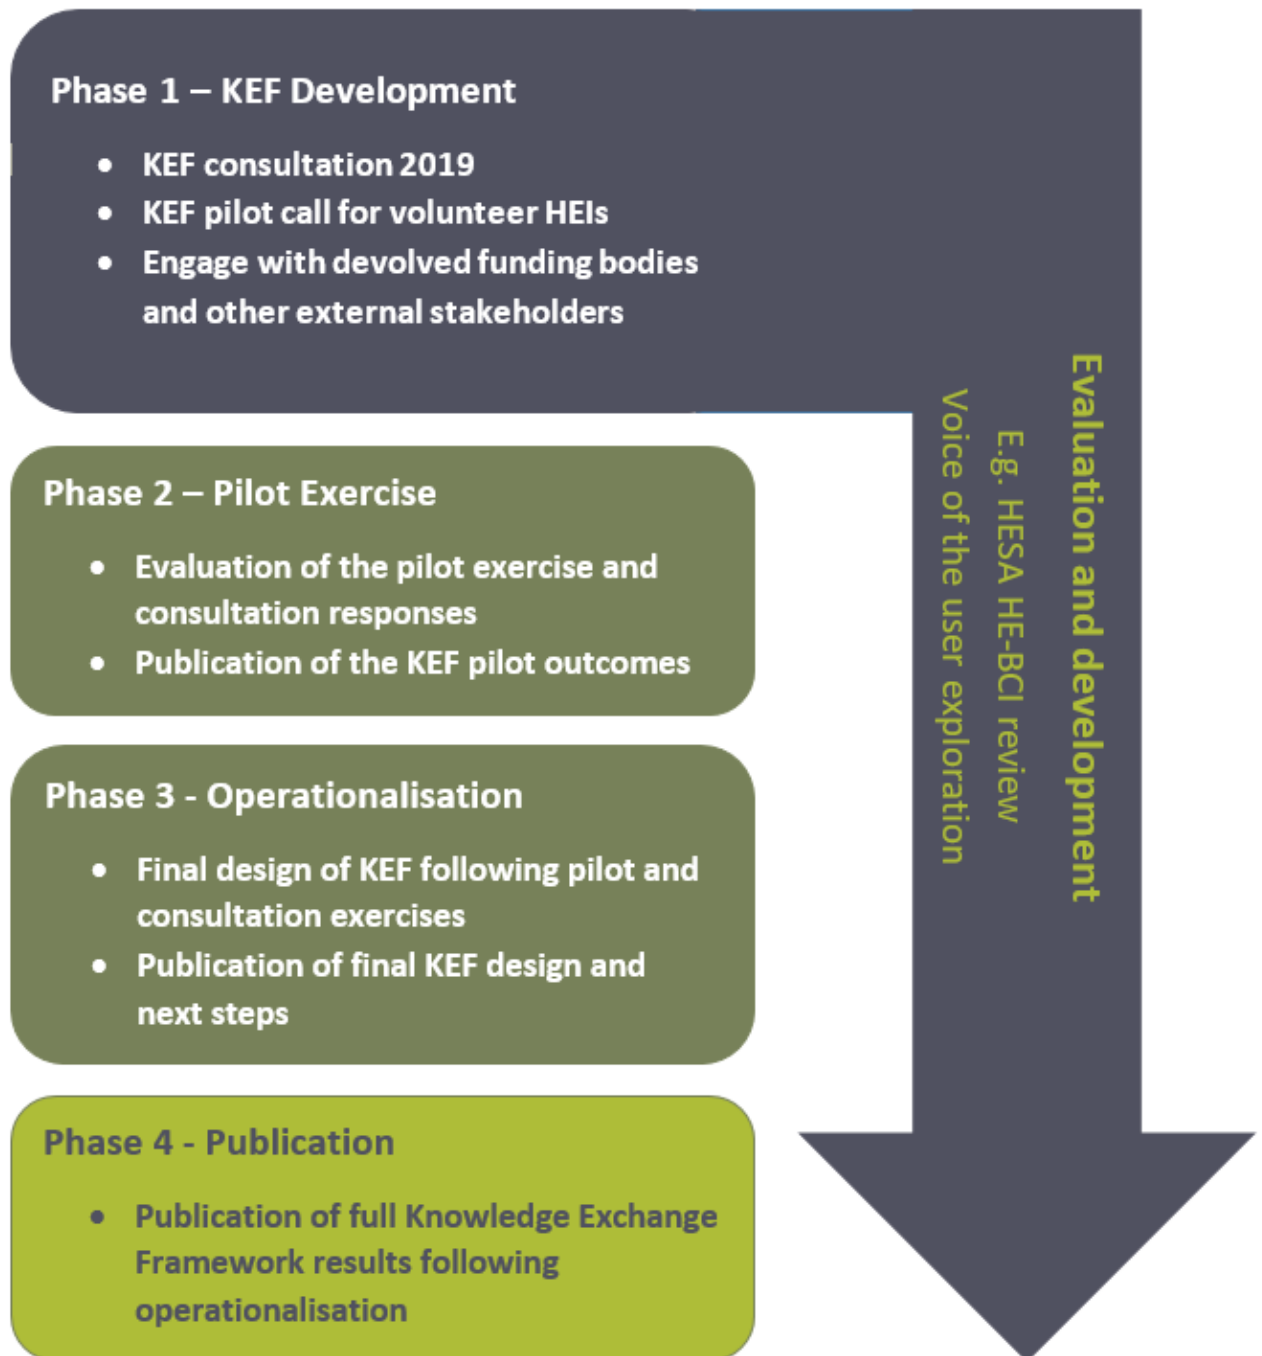 Phase 1 – KEF Development
• KEF consultation 2019
• KEF pilot call for volunteer HEIs
• Engage with devolved funding bodies
and other external stakeholders
Phase 2 – Pilot Exercise
• Evaluation of the pilot exercise and
consultation responses
• Publication of the KEF pilot outcomes
Phase 3 - Operationalisation
• Final design of KEF following pilot and
consultation exercises
• Publication of final KEF design and
next steps
Phase 4 - Publication
• Publication of full Knowledge Exchange
Framework results following
operationalisation
Evaluation and development
E.g. HESA HE-BCI review
Voice of the user exploration